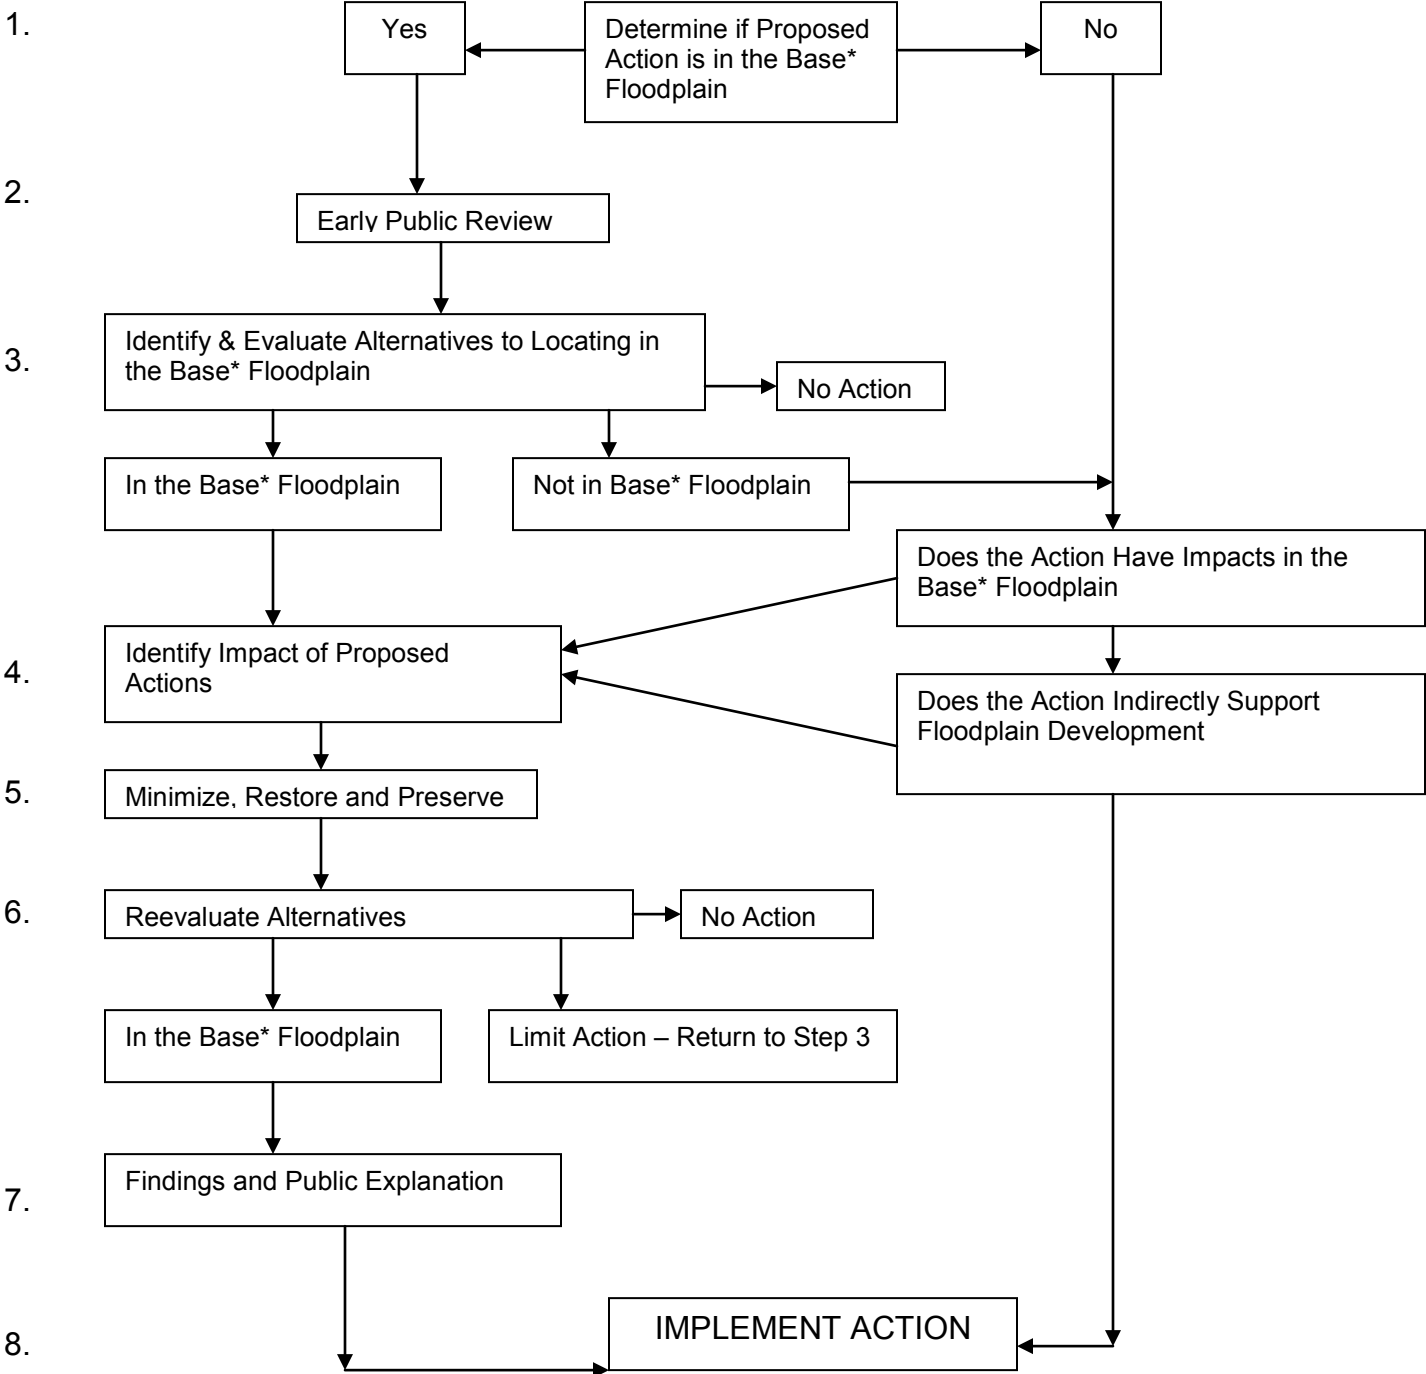 1.
Yes
Determine if Proposed
Action is in the Base*
Floodplain
No
2.
Early Public Review
3.
Identify & Evaluate Alternatives to Locating in
the Base* Floodplain
No Action
In the Base* Floodplain
Not in Base* Floodplain
Does the Action Have Impacts in the
Base* Floodplain
4.
Identify Impact of Proposed
Actions
Does the Action Indirectly Support
Floodplain Development
5.
Minimize, Restore and Preserve
6.
Reevaluate Alternatives
No Action
In the Base* Floodplain
Limit Action – Return to Step 3
7.
Findings and Public Explanation
8.
IMPLEMENT ACTION